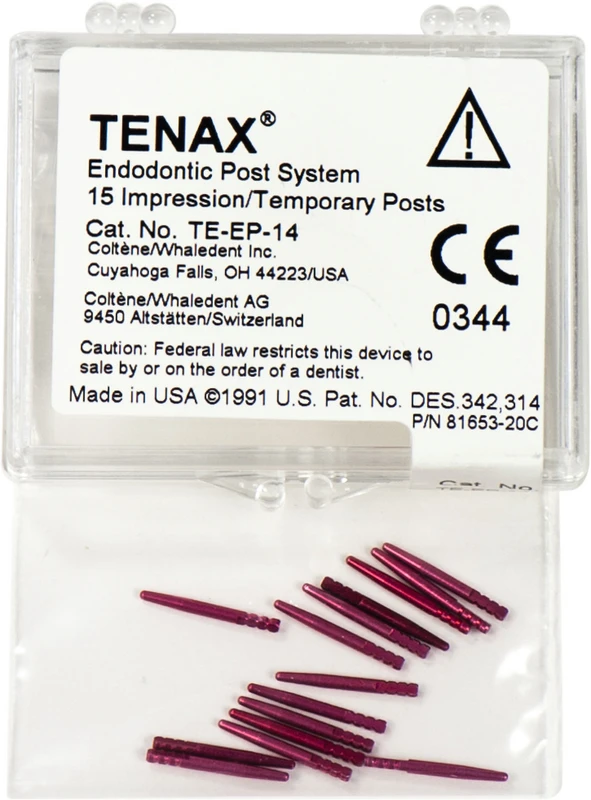 TENAX®
Endodontic Post System
15 Impression/Temporary Posts
Cat. No. TE-EP-14
Coltène/Whaledent Inc.
Cuyahoga Falls, OH 44223/USA
Coltène/Whaledent AG
9450 Altstätten/Switzerland
CE
0344
Caution: Federal law restricts this device to
sale by or on the order of a dentist.
Made in USA ©1991 U.S. Pat. No. DES.342,314
P/N 81653-20C
Cat. No.